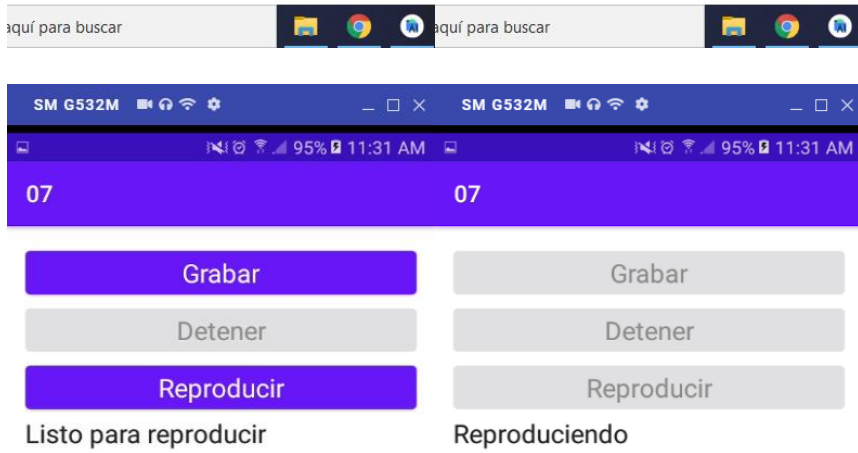 aquí para buscar
aquí para buscar
SM G532M
95% 11:31 AM
07
Grabar
Detener
Reproducir
Listo para reproducir
SM G532M
95% 11:31 AM
07
Grabar
Detener
Reproducir
Reproduciendo